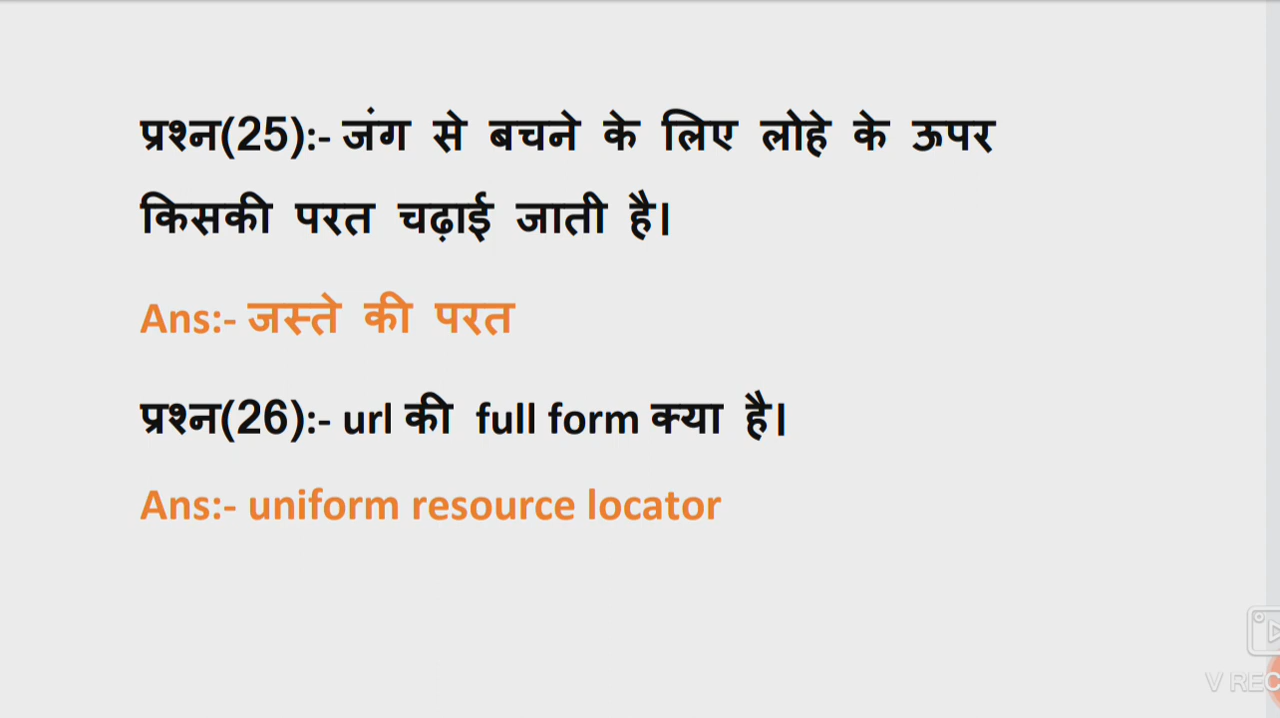 प्रश्न(25):- जंग से बचने के लिए लोहे के ऊपर
किसकी परत चढ़ाई जाती है।
Ans:- जस्ते की परत
प्रश्न(26):- url की full form क्या है।
Ans:- uniform resource locator
V REC